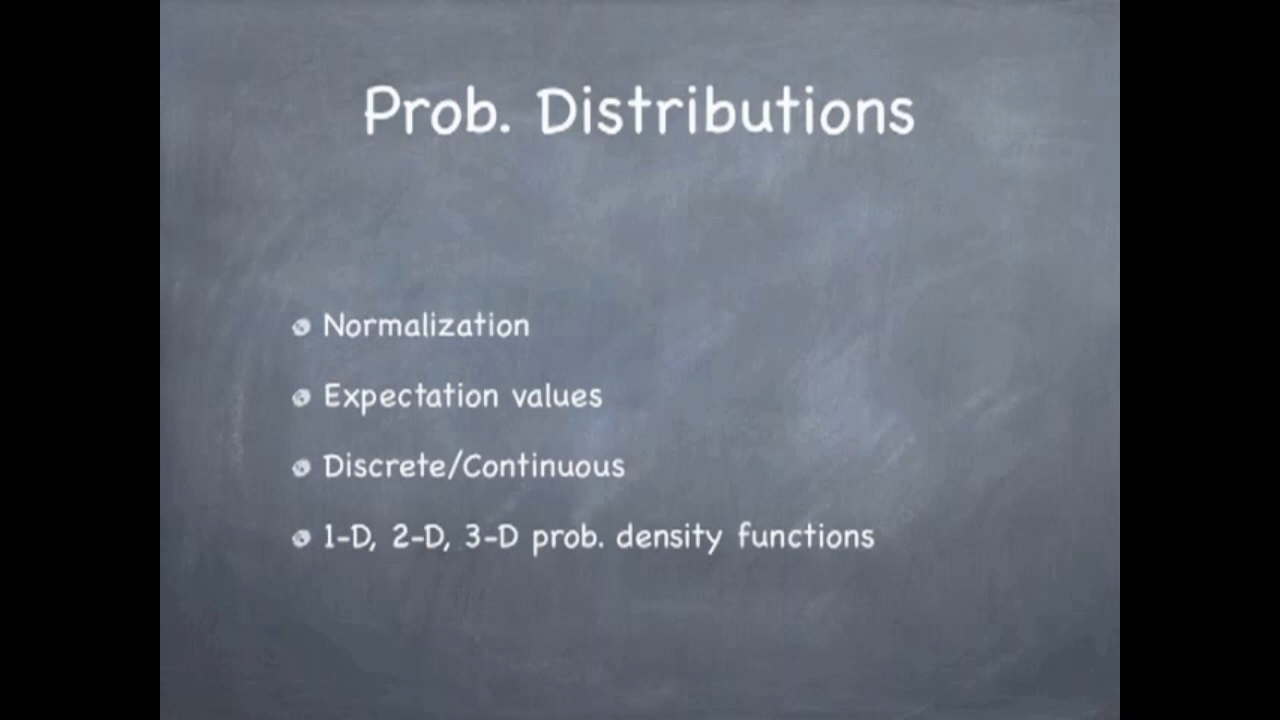 Prob. Distributions
Normalization
Expectation values
Discrete/Continuous
1-D, 2-D, 3-D prob. density functions